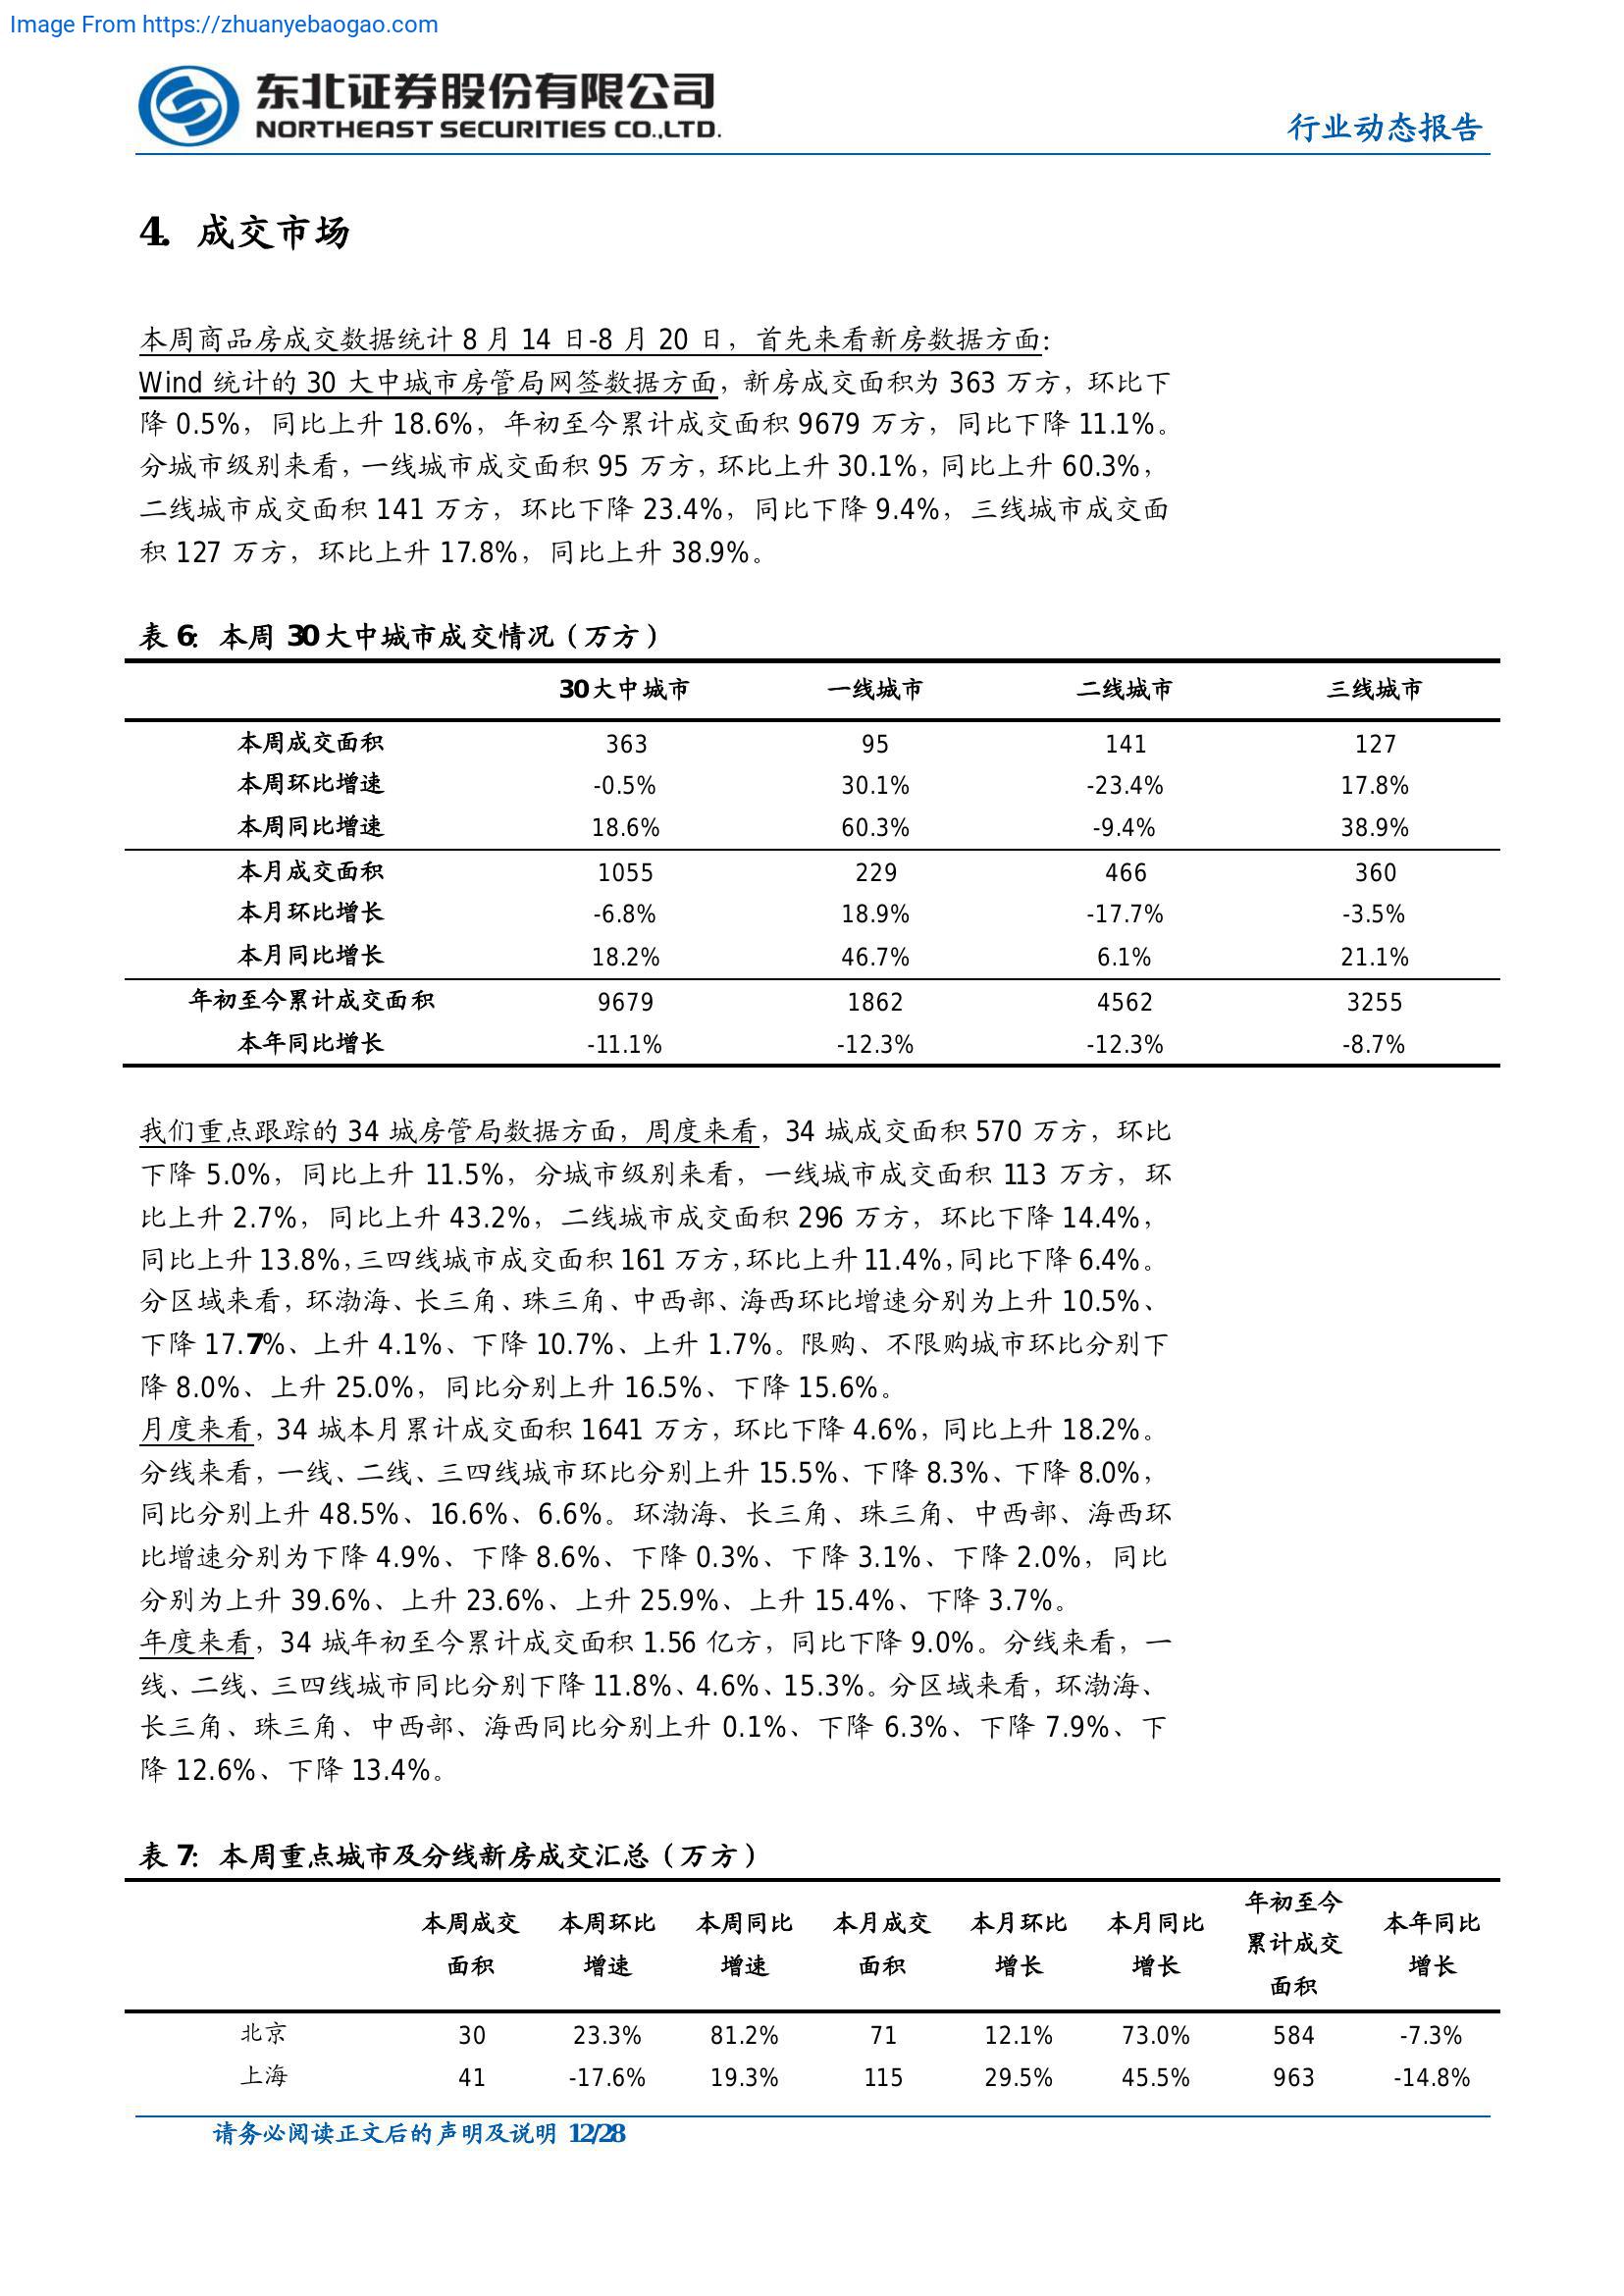 Image From https://zhuanyebaogao.com
东北证券股份有限公司
NORTHEAST SECURITIES CO.,LTD.
行业动态报告
4. 成交市场
本周商品房成交数据统计 8 月 14 日-8 月 20 日，首先来看新房数据方面：
Wind 统计的 30 大中城市房管局网签数据方面，新房成交面积为 363 万方，环比下
降 0.5%，同比上升 18.6%，年初至今累计成交面积 9679 万方，同比下降 11.1%。
分城市级别来看，一线城市成交面积 95 万方，环比上升 30.1%，同比上升 60.3%，
二线城市成交面积 141 万方，环比下降 23.4%，同比下降 9.4%，三线城市成交面
积 127 万方，环比上升 17.8%，同比上升 38.9%。
表 6：本周 30 大中城市成交情况（万方）
30 大中城市 一线城市 二线城市 三线城市
本周成交面积 363 95 141 127
本周环比增速 -0.5% 30.1% -23.4% 17.8%
本周同比增速 18.6% 60.3% -9.4% 38.9%
本月成交面积 1055 229 466 360
本月环比增长 -6.8% 18.9% -17.7% -3.5%
本月同比增长 18.2% 46.7% 6.1% 21.1%
年初至今累计成交面积 9679 1862 4562 3255
本年同比增长 -11.1% -12.3% -12.3% -8.7%
我们重点跟踪的 34 城房管局数据方面，周度来看，34 城成交面积 570 万方，环比
下降 5.0%，同比上升 11.5%，分城市级别来看，一线城市成交面积 113 万方，环
比上升 2.7%，同比上升 43.2%，二线城市成交面积 296 万方，环比下降 14.4%，
同比上升 13.8%，三四线城市成交面积 161 万方，环比上升 11.4%，同比下降 6.4%。
分区域来看，环渤海、长三角、珠三角、中西部、海西环比增速分别为上升 10.5%、
下降 17.7%、上升 4.1%、下降 10.7%、上升 1.7%。限购、不限购城市环比分别下
降 8.0%、上升 25.0%，同比分别上升 16.5%、下降 15.6%。
月度来看，34 城本月累计成交面积 1641 万方，环比下降 4.6%，同比上升 18.2%。
分线来看，一线、二线、三四线城市环比分别上升 15.5%、下降 8.3%、下降 8.0%，
同比分别上升 48.5%、16.6%、6.6%。环渤海、长三角、珠三角、中西部、海西环
比增速分别为下降 4.9%、下降 8.6%、下降 0.3%、下降 3.1%、下降 2.0%，同比
分别为上升 39.6%、上升 23.6%、上升 25.9%、上升 15.4%、下降 3.7%。
年度来看，34 城年初至今累计成交面积 1.56 亿方，同比下降 9.0%。分线来看，一
线、二线、三四线城市同比分别下降 11.8%、4.6%、15.3%。分区域来看，环渤海、
长三角、珠三角、中西部、海西同比分别上升 0.1%、下降 6.3%、下降 7.9%、下
降 12.6%、下降 13.4%。
表 7：本周重点城市及分线新房成交汇总（万方）
年初至今
本周成交 本周环比 本周同比 本月成交 本月环比 本月同比 累计成交 本年同比
面积 增速 增速 面积 增长 增长 面积 增长
北京 30 23.3% 81.2% 71 12.1% 73.0% 584 -7.3%
上海 41 -17.6% 19.3% 115 29.5% 45.5% 963 -14.8%
请务必阅读正文后的声明及说明 12/28